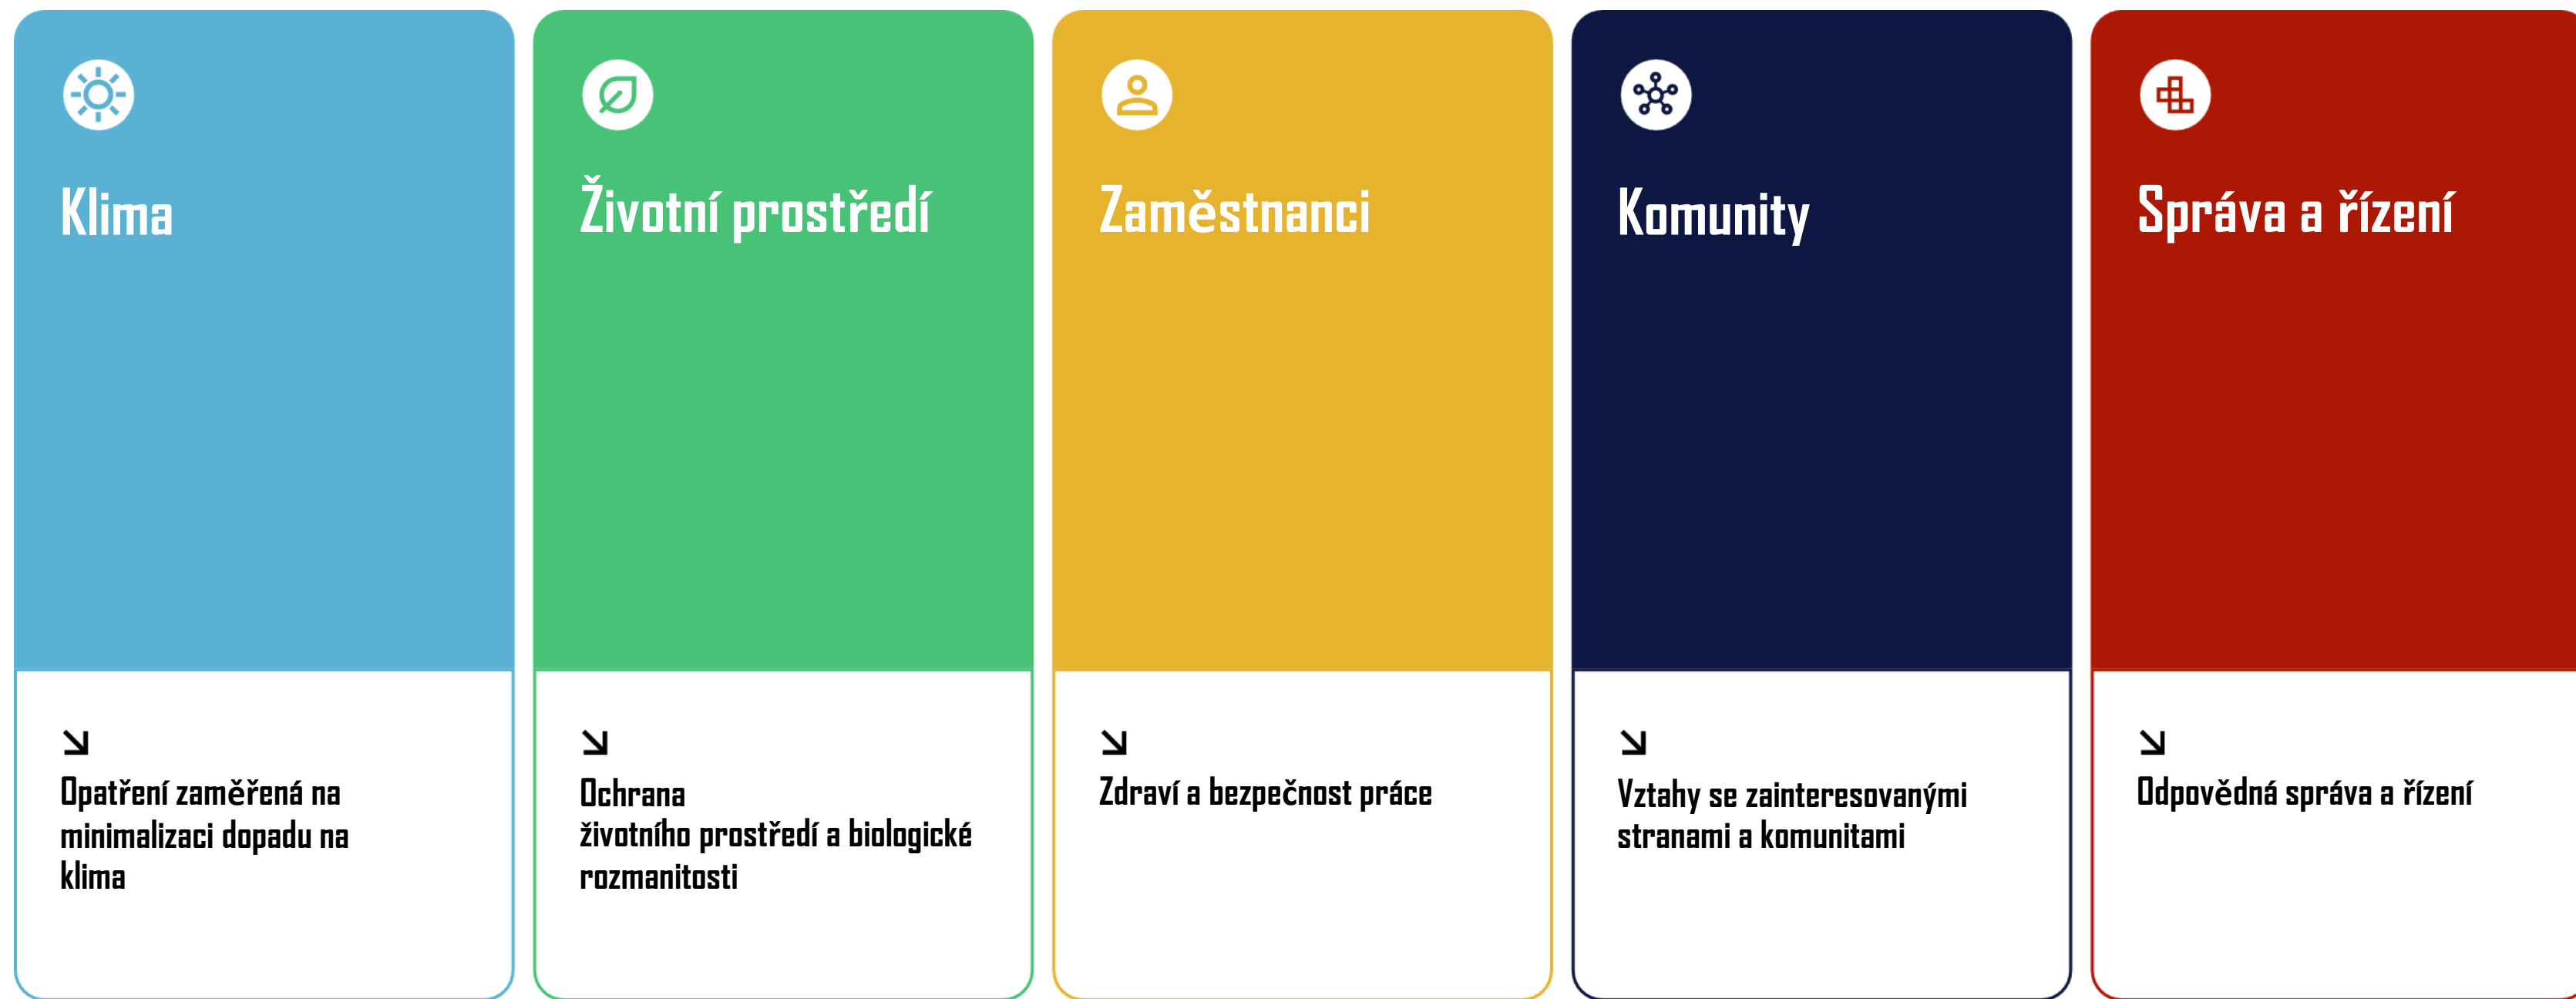 Klima
Opatření zaměřená na
minimalizaci dopadu na
klima
Životní prostředí
Ochrana
životního prostředí a biologické
rozmanitosti
Zaměstnanci
Zdraví a bezpečnost práce
Komunity
Vztahy se zainteresovanými
stranami a komunitami
Správa a řízení
Odpovědná správa a řízení